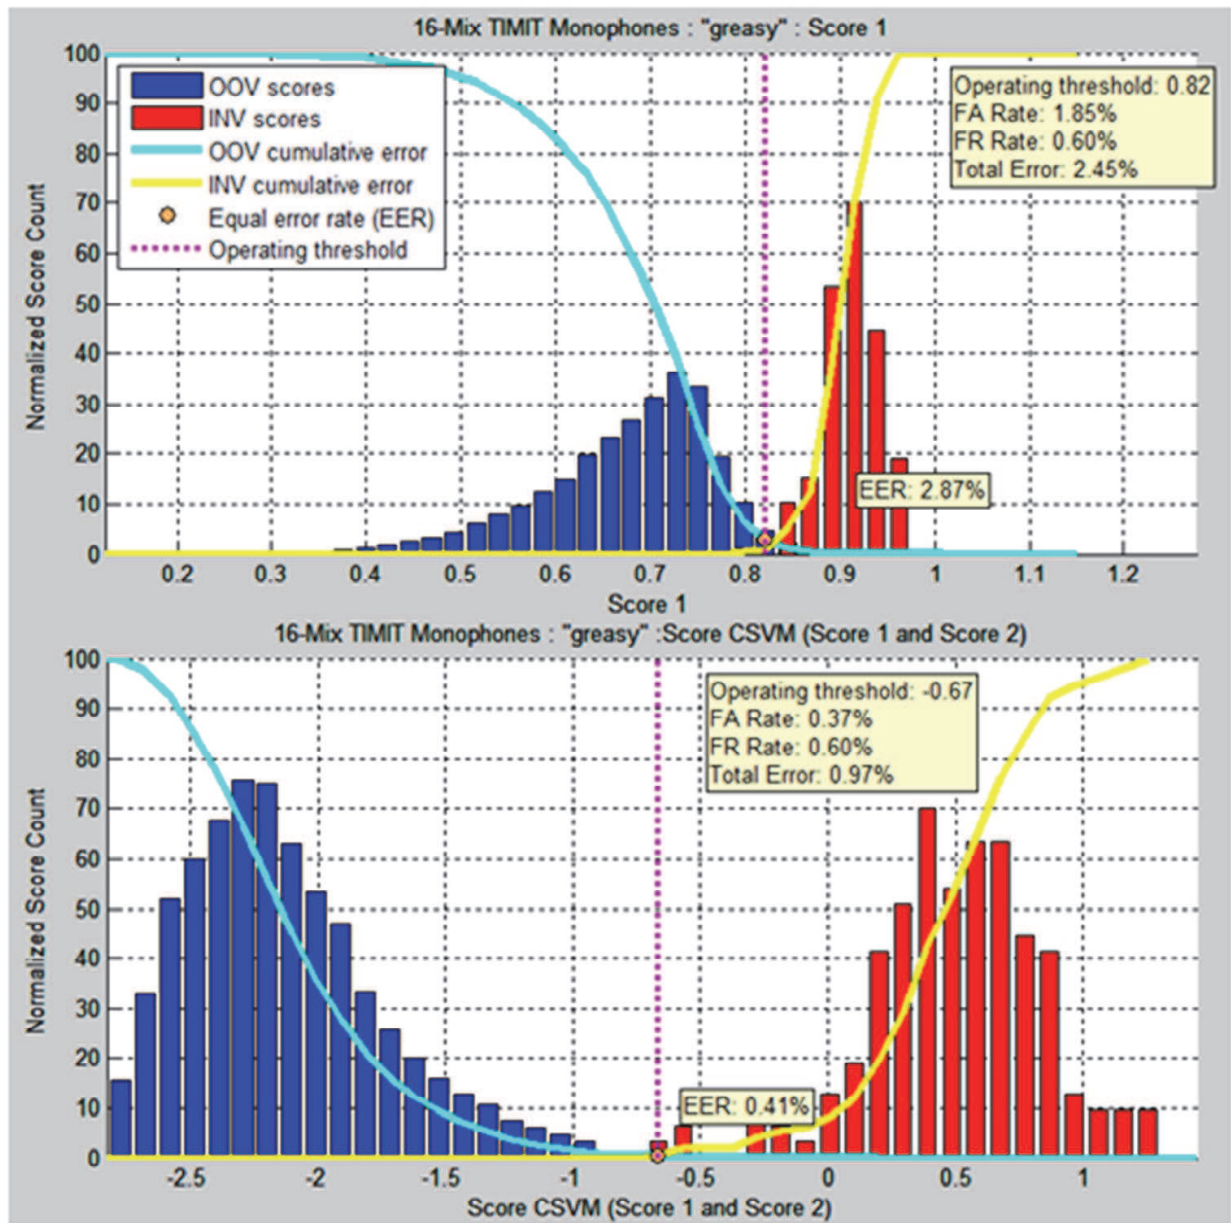 16-Mix TIMIT Monophones : "greasy" : Score 1
100
90
80
70
60
50
40
30
20
10
0
Normalized Score Count
OOV scores
INV scores
OOV cumulative error
INV cumulative error
Equal error rate (EER)
Operating threshold
Operating threshold: 0.82
FA Rate: 1.85%
FR Rate: 0.60%
Total Error: 2.45%
EER: 2.87%
0.2 0.3 0.4 0.5 0.6 0.7 0.8 0.9 1 1.1 1.2
Score 1
16-Mix TIMIT Monophones : "greasy" :Score CSVM (Score 1 and Score 2)
100
90
80
70
60
50
40
30
20
10
0
Normalized Score Count
Operating threshold: -0.67
FA Rate: 0.37%
FR Rate: 0.60%
Total Error: 0.97%
EER: 0.41%
-2.5 -2 -1.5 -1 -0.5 0 0.5 1
Score CSVM (Score 1 and Score 2)